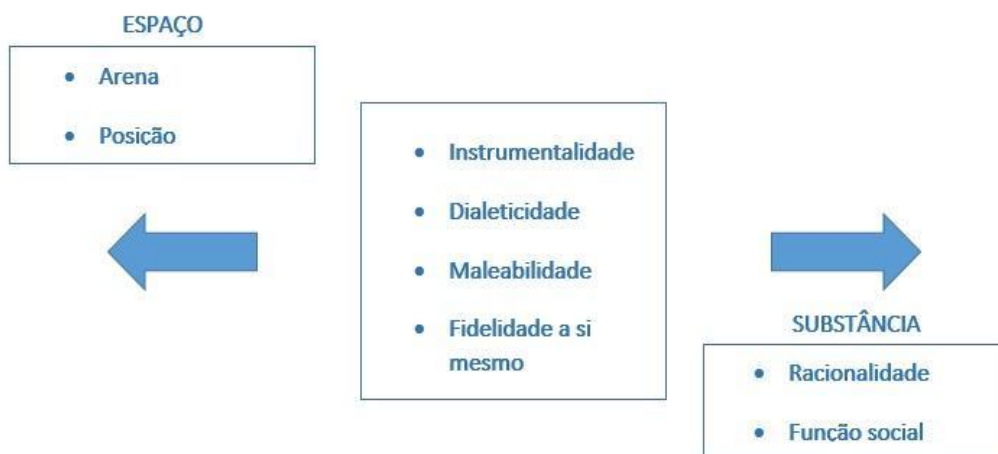 ESPAÇO
• Arena
• Posição
• Instrumentalidade
• Dialeticidade
• Maleabilidade
• Fidelidade a si
mesmo
SUBSTÂNCIA
• Racionalidade
• Função social